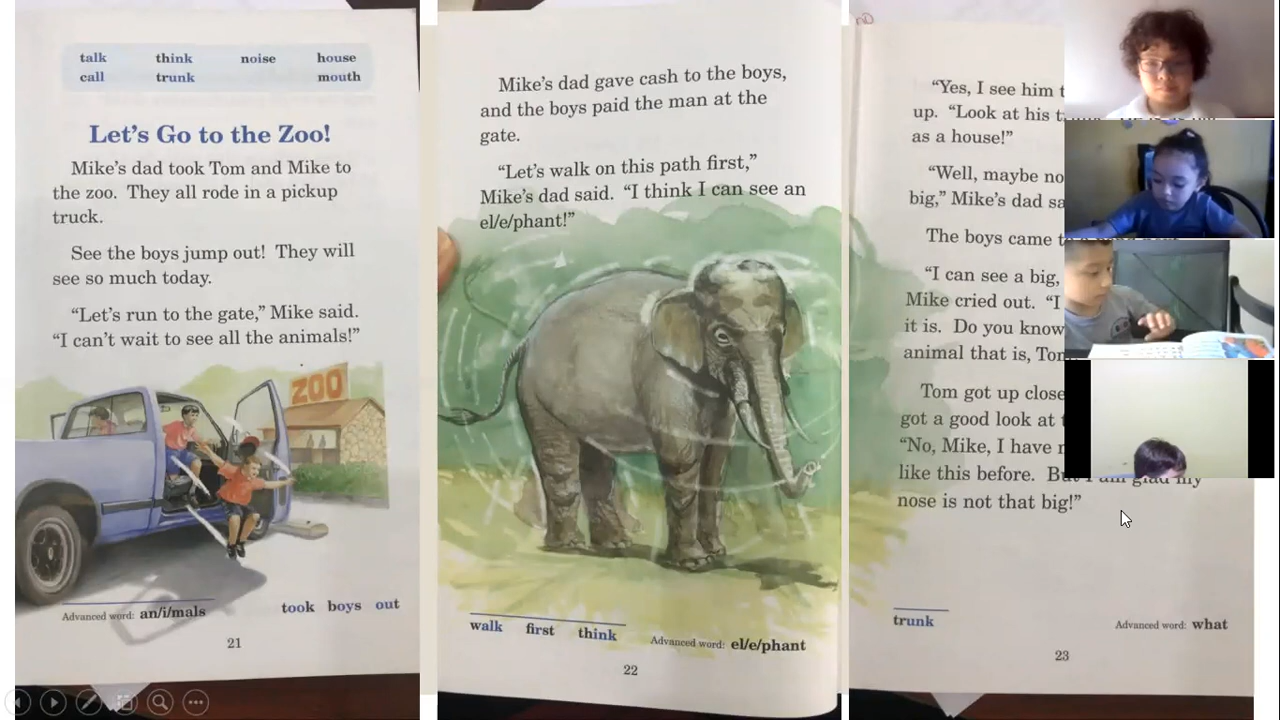 talk think noise house
call trunk mouth
Let's Go to the Zoo!
Mike's dad took Tom and Mike to
the zoo. They all rode in a pickup
truck.
See the boys jump out! They will
see so much today.
"Let's run to the gate," Mike said.
"I can't wait to see all the animals!"
ZOO
Advanced word: an/i/mals took boys out
21
Mike's dad gave cash to the boys,
and the boys paid the man at the
gate.
"Let's walk on this path first,"
Mike's dad said. "I think I can see an
el/e/phant!"
walk first think Advanced word: el/e/phant
22
"Yes, I see him
up. "Look at his
as a house!"
"Well, maybe
big," Mike's dad
The boys came
"I can see a big,
Mike cried out. "I
it is. Do you know
animal that is,
Tom got up close
got a good look at
"No, Mike, I have
like this before. But I am glad my
nose is not that big!"
trunk Advanced word: what
23